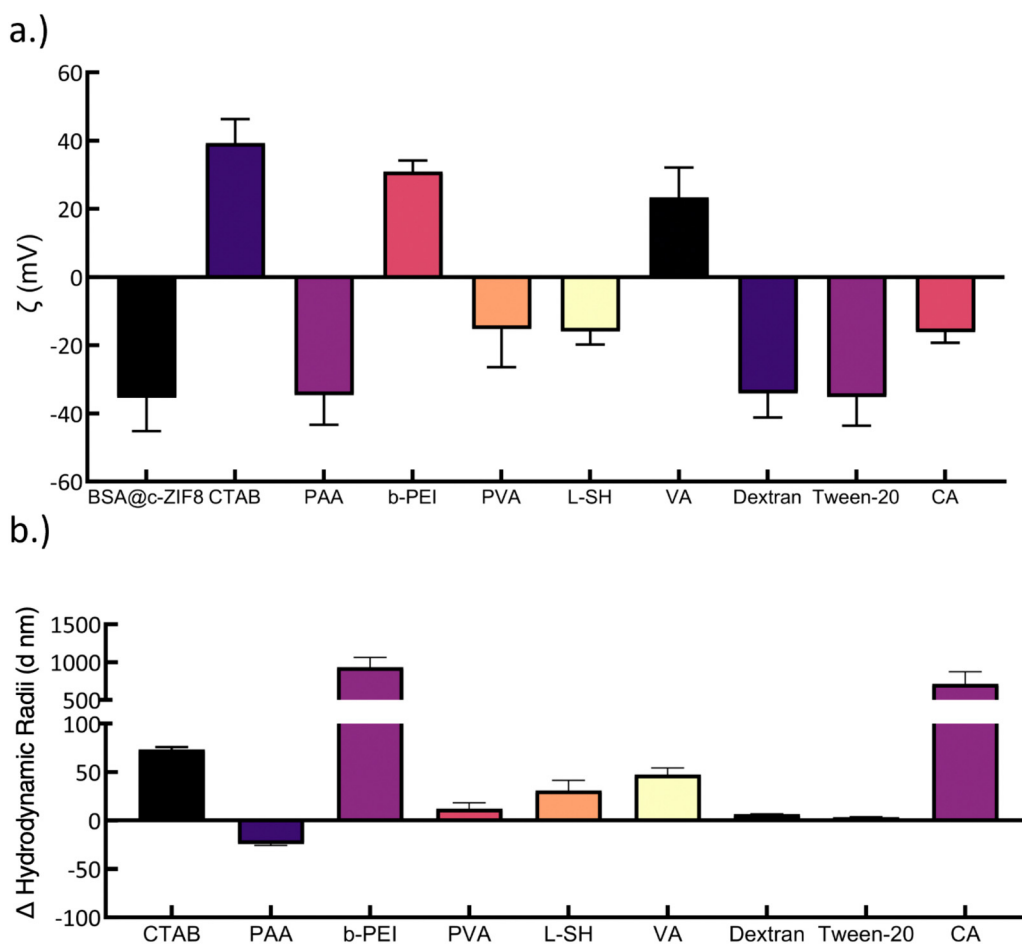 a.)
60
40
20
0
-20
-40
-60
ζ (mV)
BSA@c-ZIF8 CTAB PAA b-PEI PVA L-SH VA Dextran Tween-20 CA
b.)
1500
1000
500
100
50
0
-50
-100
Δ Hydrodynamic Radii (d nm)
CTAB PAA b-PEI PVA L-SH VA Dextran Tween-20 CA